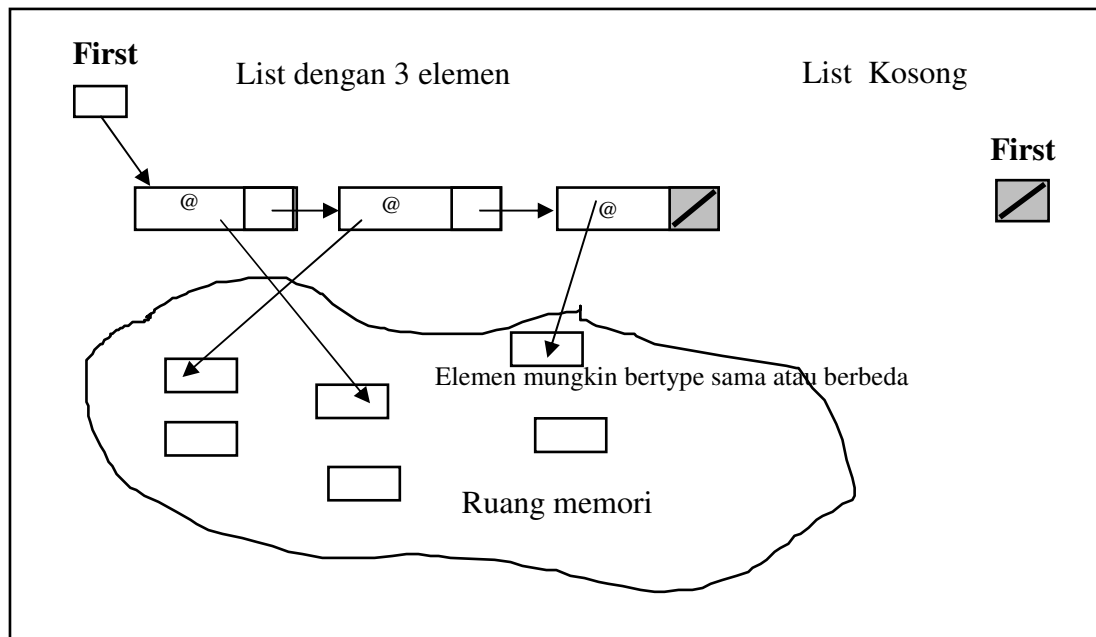 First
List dengan 3 elemen
List Kosong
First
@
@
@
Elemen mungkin bertype sama atau berbeda
Ruang memori